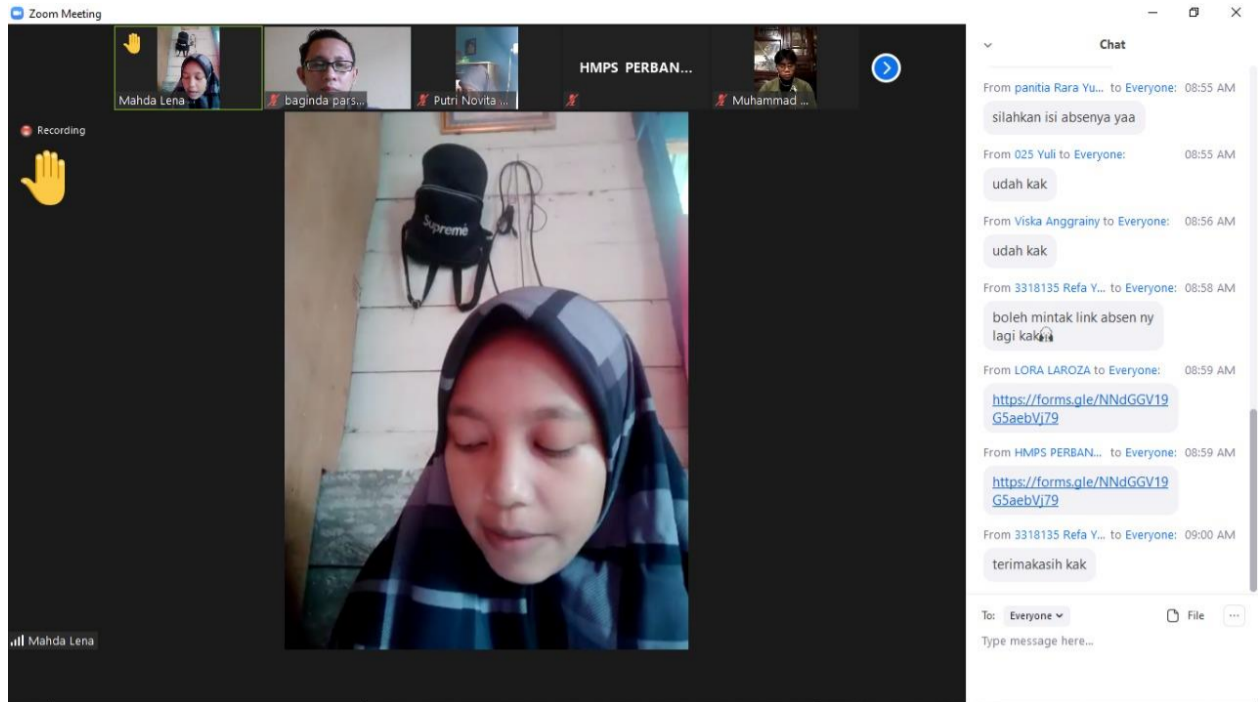 Zoom Meeting
Mahda Lena
baginda pars...
Putri Novita ...
HMPS PERBAN...
Muhammad ...
Recording
Supreme
Mahda Lena
Chat
From panitia Rara Yu... to Everyone: 08:55 AM
silahkan isi absenya yaa
From 025 Yuli to Everyone: 08:55 AM
udah kak
From Viska Anggrainy to Everyone: 08:56 AM
udah kak
From 3318135 Refa Y... to Everyone: 08:58 AM
boleh mintak link absen ny
lagi kak
From LORA LAROZA to Everyone: 08:59 AM
https://forms.gle/NNdGGV19
G5aebVj79
From HMPS PERBAN... to Everyone: 08:59 AM
https://forms.gle/NNdGGV19
G5aebVj79
From 3318135 Refa Y... to Everyone: 09:00 AM
terimakasih kak
To: Everyone File ...
Type message here...